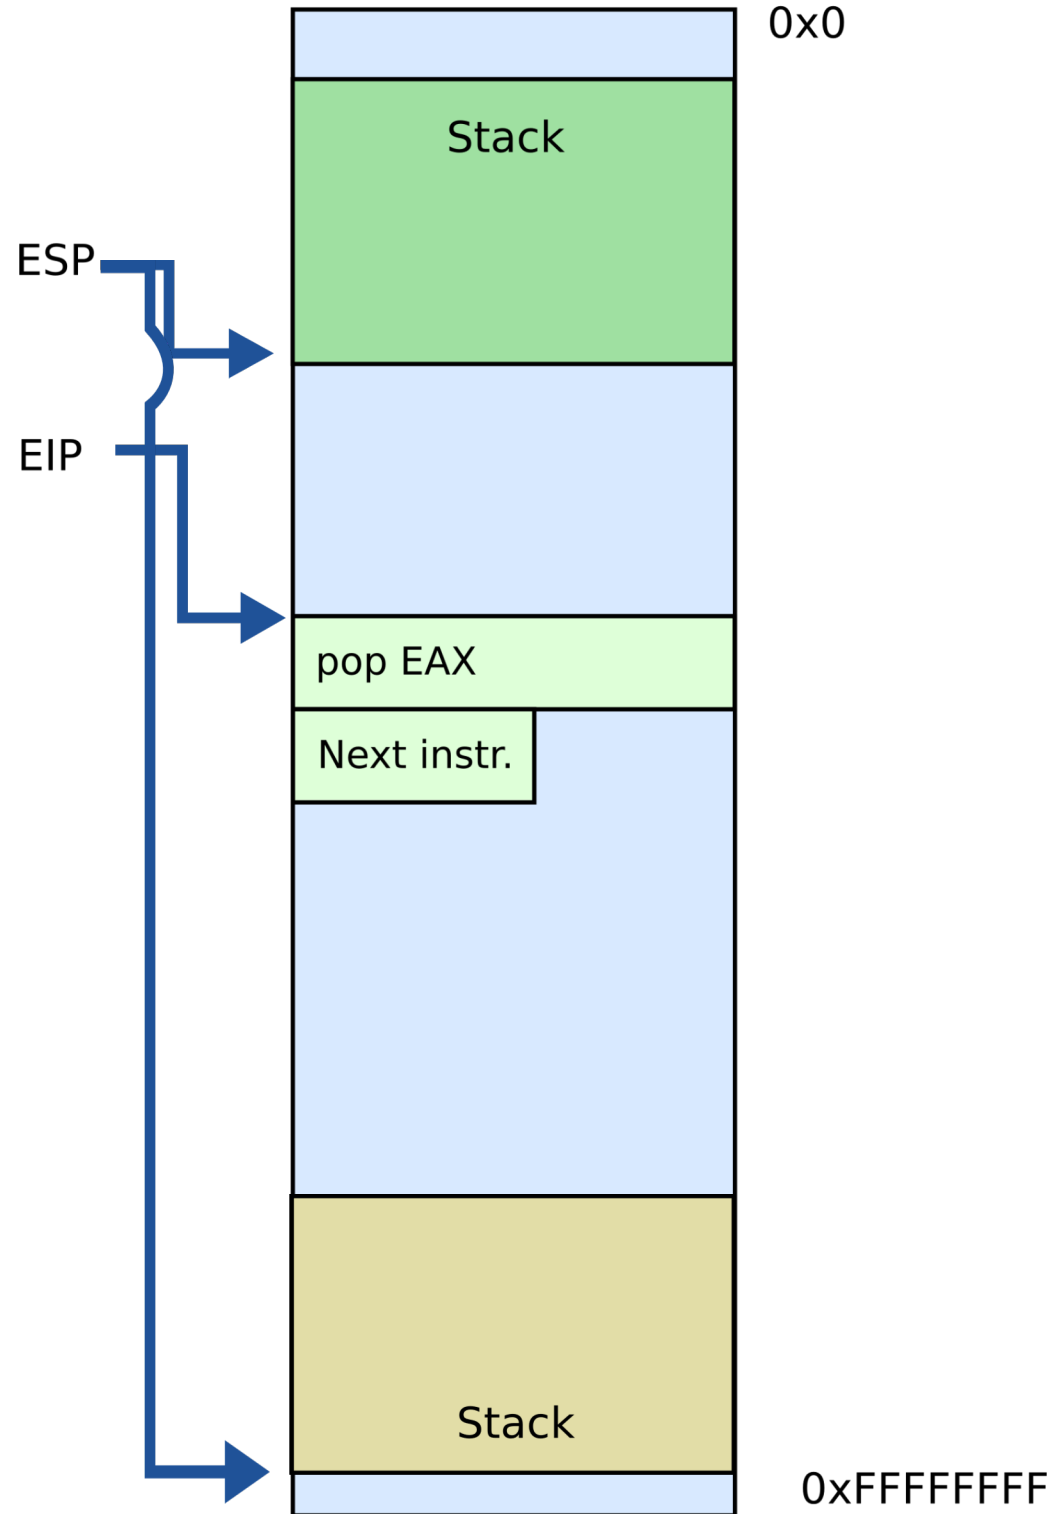 0x0
Stack
ESP
EIP
pop EAX
Next instr.
Stack
0xFFFFFFFF